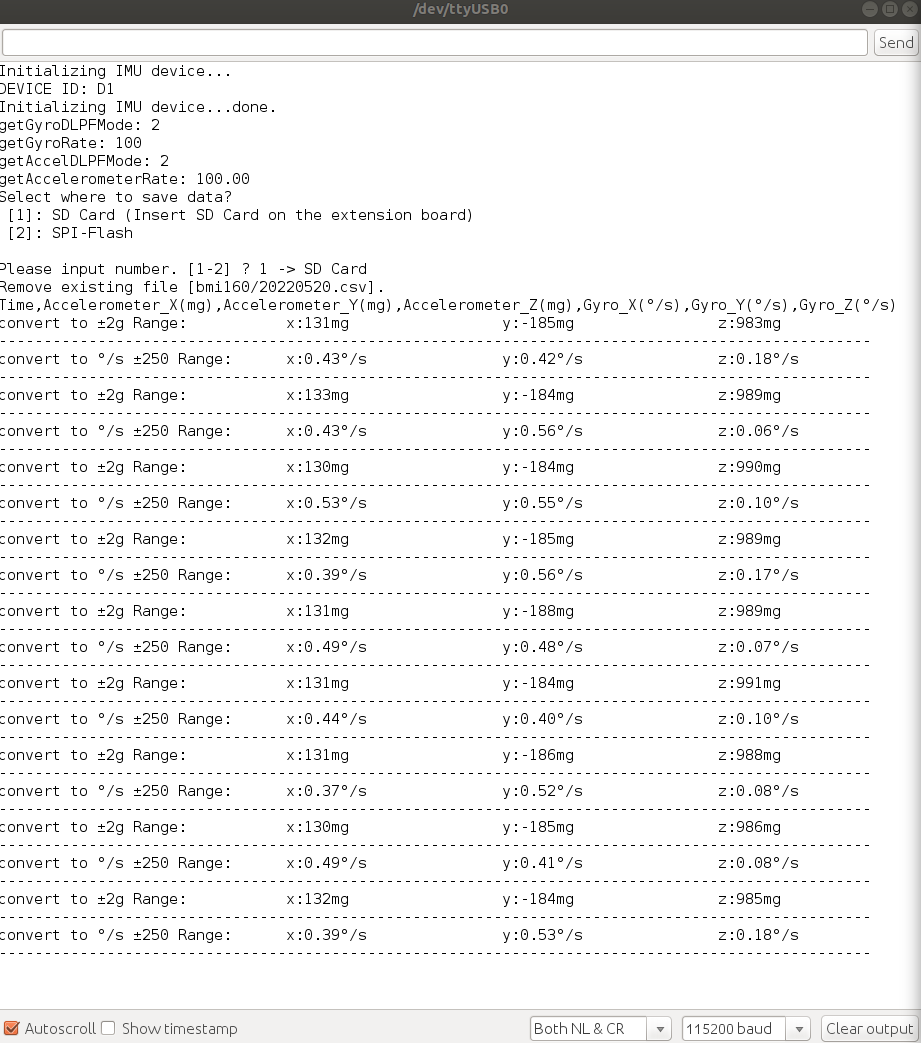 /dev/ttyUSB0
Send
Initializing IMU device...
DEVICE ID: D1
Initializing IMU device...done.
getGyroDLPFMode: 2
getGyroRate: 100
getAccelDLPFMode: 2
getAccelerometerRate: 100.00
Select where to save data?
[1]: SD Card (Insert SD Card on the extension board)
[2]: SPI-Flash
Please input number. [1-2] ? 1 -> SD Card
Remove existing file [bmi160/20220520.csv].
Time,Accelerometer_X(mg),Accelerometer_Y(mg),Accelerometer_Z(mg),Gyro_X(°/s),Gyro_Y(°/s),Gyro_Z(°/s)
convert to ±2g Range: x:131mg y:-185mg z:983mg
--------------------------------------------------------------------------------
convert to °/s ±250 Range: x:0.43°/s y:0.42°/s z:0.18°/s
--------------------------------------------------------------------------------
convert to ±2g Range: x:133mg y:-184mg z:989mg
--------------------------------------------------------------------------------
convert to °/s ±250 Range: x:0.43°/s y:0.56°/s z:0.06°/s
--------------------------------------------------------------------------------
convert to ±2g Range: x:130mg y:-184mg z:990mg
--------------------------------------------------------------------------------
convert to °/s ±250 Range: x:0.53°/s y:0.55°/s z:0.10°/s
--------------------------------------------------------------------------------
convert to ±2g Range: x:132mg y:-185mg z:989mg
--------------------------------------------------------------------------------
convert to °/s ±250 Range: x:0.39°/s y:0.56°/s z:0.17°/s
--------------------------------------------------------------------------------
convert to ±2g Range: x:131mg y:-188mg z:989mg
--------------------------------------------------------------------------------
convert to °/s ±250 Range: x:0.49°/s y:0.48°/s z:0.07°/s
--------------------------------------------------------------------------------
convert to ±2g Range: x:131mg y:-184mg z:991mg
--------------------------------------------------------------------------------
convert to °/s ±250 Range: x:0.44°/s y:0.40°/s z:0.10°/s
--------------------------------------------------------------------------------
convert to ±2g Range: x:131mg y:-186mg z:988mg
--------------------------------------------------------------------------------
convert to °/s ±250 Range: x:0.37°/s y:0.52°/s z:0.08°/s
--------------------------------------------------------------------------------
convert to ±2g Range: x:130mg y:-185mg z:986mg
--------------------------------------------------------------------------------
convert to °/s ±250 Range: x:0.49°/s y:0.41°/s z:0.08°/s
--------------------------------------------------------------------------------
convert to ±2g Range: x:132mg y:-184mg z:985mg
--------------------------------------------------------------------------------
convert to °/s ±250 Range: x:0.39°/s y:0.53°/s z:0.18°/s
--------------------------------------------------------------------------------
Autoscroll Show timestamp Both NL & CR 115200 baud Clear output